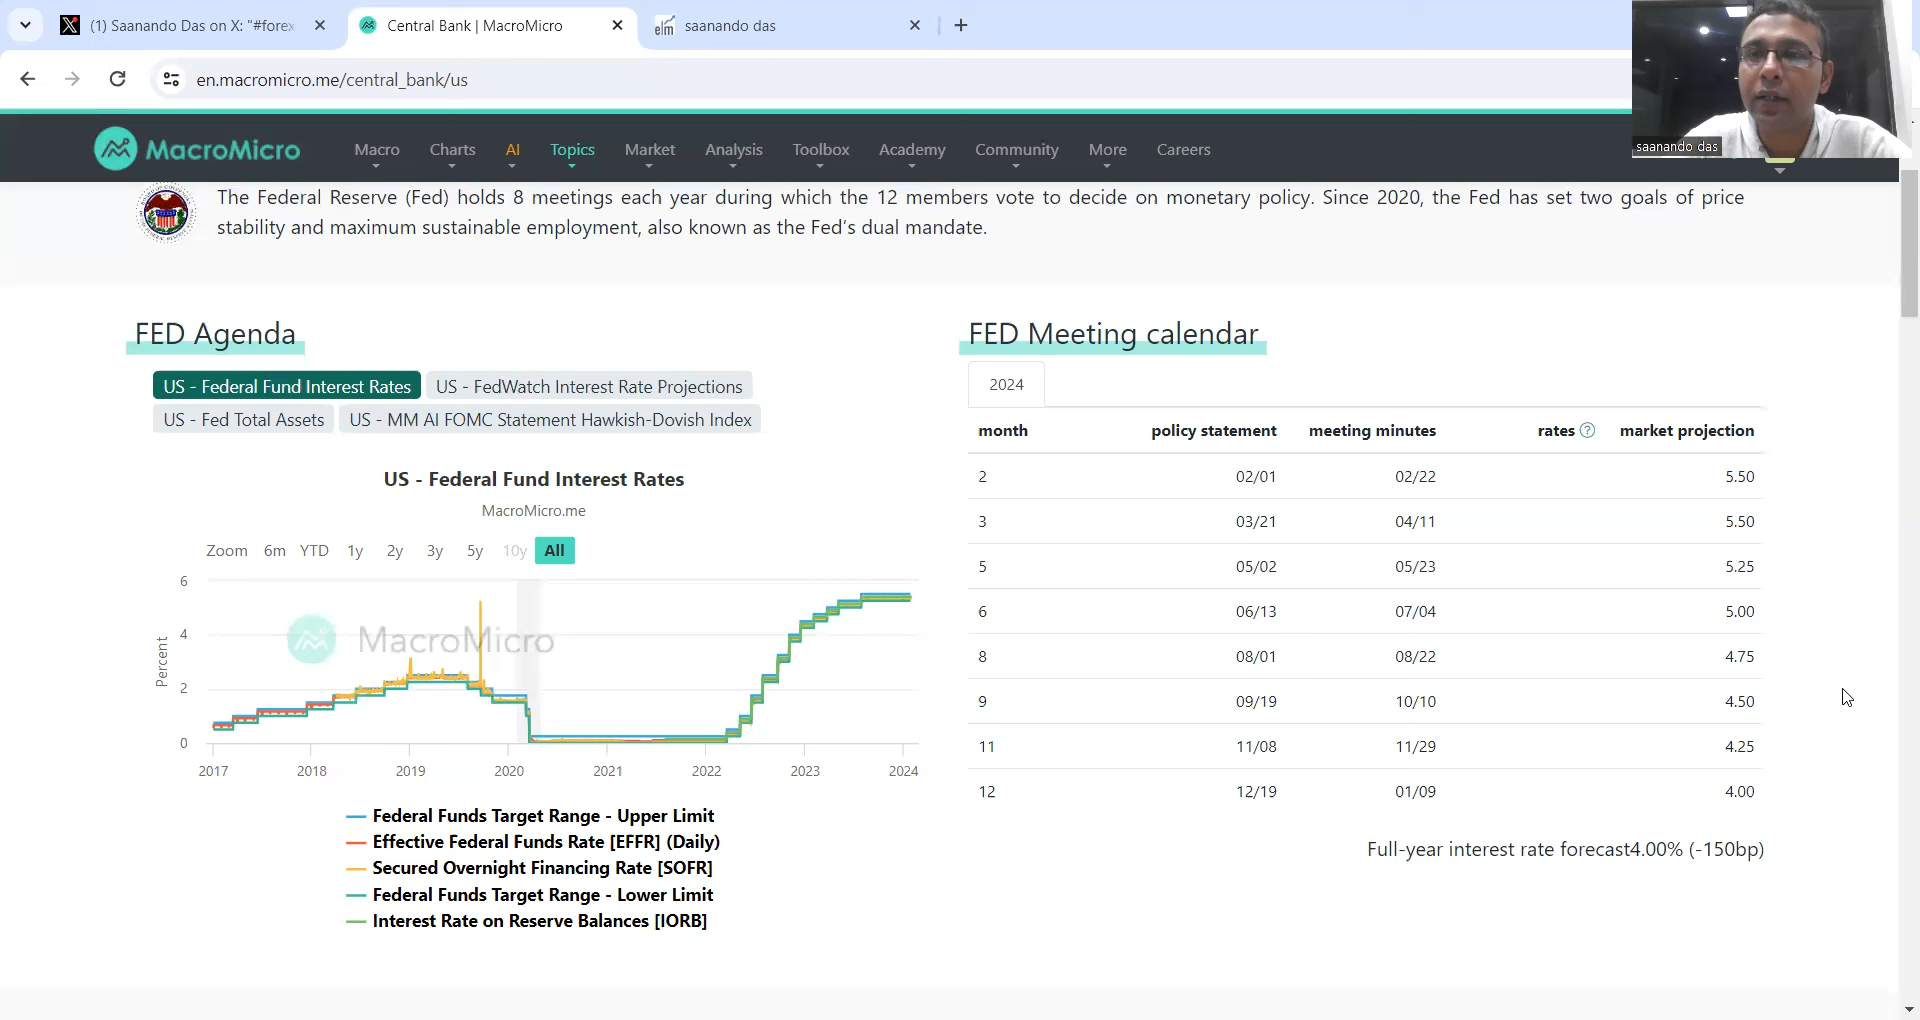 (1) Saanando Das on X: "#forex
Central Bank | MacroMicro
elm saanando das
en.macromicro.me/central_bank/us
MacroMicro
Macro Charts AI Topics Market Analysis Toolbox Academy Community More Careers
saanando das
The Federal Reserve (Fed) holds 8 meetings each year during which the 12 members vote to decide on monetary policy. Since 2020, the Fed has set two goals of price
stability and maximum sustainable employment, also known as the Fed's dual mandate.
FED Agenda
US - Federal Fund Interest Rates US - FedWatch Interest Rate Projections
US - Fed Total Assets US - MM AI FOMC Statement Hawkish-Dovish Index
US - Federal Fund Interest Rates
MacroMicro.me
Zoom 6m YTD 1y 2y 3y 5y 10y All
6
4
2
0
Percent
MacroMicro
2017 2018 2019 2020 2021 2022 2023 2024
Federal Funds Target Range - Upper Limit
Effective Federal Funds Rate [EFFR] (Daily)
Secured Overnight Financing Rate [SOFR]
Federal Funds Target Range - Lower Limit
Interest Rate on Reserve Balances [IORB]
FED Meeting calendar
2024
month policy statement meeting minutes rates ? market projection
2 02/01 02/22 5.50
3 03/21 04/11 5.50
5 05/02 05/23 5.25
6 06/13 07/04 5.00
8 08/01 08/22 4.75
9 09/19 10/10 4.50
11 11/08 11/29 4.25
12 12/19 01/09 4.00
Full-year interest rate forecast4.00% (-150bp)